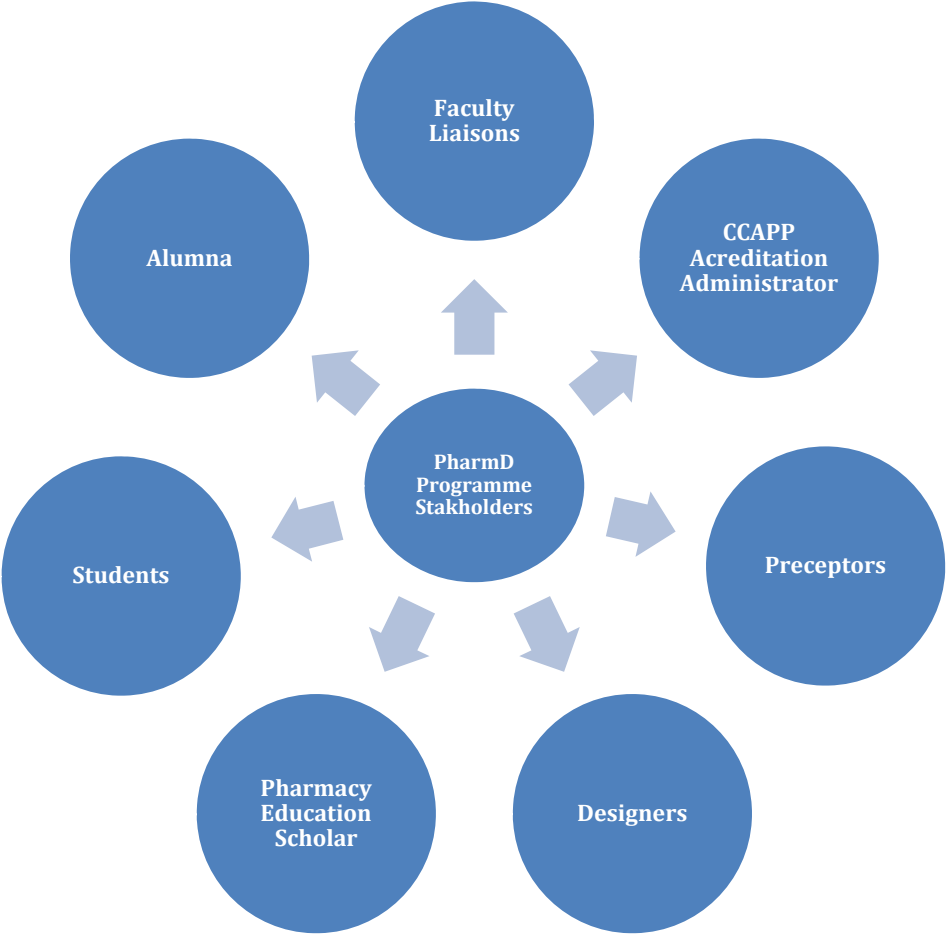 Faculty
Liaisons
CCAPP
Acreditation
Administrator
Alumna
PharmD
Programme
Stakholders
Students
Preceptors
Pharmacy
Education
Scholar
Designers